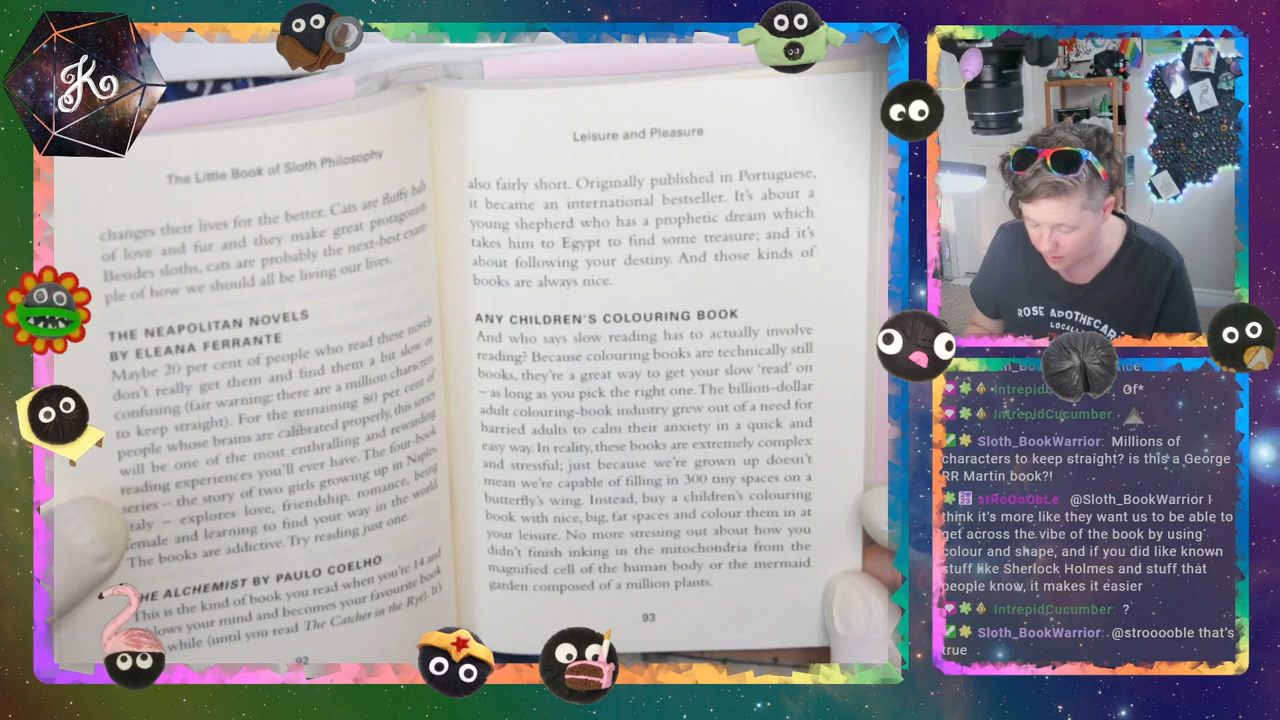 K
The Little Book of Sloth Philosophy
changes their lives for the better. Cats are fluffy balls
of love and fur and they make great protagonists.
Besides sloths, cats are probably the next-best exam-
ple of how we should all be living our lives.
THE NEAPOLITAN NOVELS
BY ELEANA FERRANTE
Maybe 20 per cent of people who read these novels
don't really get them and find them a bit slow or
confusing (fair warning: there are a million characters
to keep straight). For the remaining 80 per cent of
people whose brains are calibrated properly, this series
will be one of the most enthralling and rewarding
reading experiences you'll ever have. The four-book
series – the story of two girls growing up in Naples,
Italy – explores love, friendship, romance, being
female and learning to find your way in the world.
The books are addictive. Try reading just one.
THE ALCHEMIST BY PAULO COELHO
This is the kind of book you read when you're 14 and
blows your mind and becomes your favourite book
while (until you read The Catcher in the Rye). It's
92
Leisure and Pleasure
also fairly short. Originally published in Portuguese,
it became an international bestseller. It's about a
young shepherd who has a prophetic dream which
takes him to Egypt to find some treasure; and it's
about following your destiny. And those kinds of
books are always nice.
ANY CHILDREN'S COLOURING BOOK
And who says slow reading has to actually involve
reading? Because colouring books are technically still
books, they're a great way to get your slow 'read' on
– as long as you pick the right one. The billion-dollar
adult colouring-book industry grew out of a need for
harried adults to calm their anxiety in a quick and
easy way. In reality, these books are extremely complex
and stressful; just because we're grown up doesn't
mean we're capable of filling in 300 tiny spaces on a
butterfly's wing. Instead, buy a children's colouring
book with nice, big, fat spaces and colour them in at
your leisure. No more stressing out about how you
didn't finish inking in the mitochondria from the
magnified cell of the human body or the mermaid
garden composed of a million plants.
93
ROSE APOTHECARY
LOCALLY
Of*
IntrepidCucumber:
Sloth_BookWarrior: Millions of
characters to keep straight? is this a George
RR Martin book?!
stRoOoObLe @Sloth_BookWarrior I
think it's more like they want us to be able to
get across the vibe of the book by using
colour and shape, and if you did like known
stuff like Sherlock Holmes and stuff that
people know, it makes it easier
IntrepidCucumber: ?
Sloth_BookWarrior: @strooooble that's
true